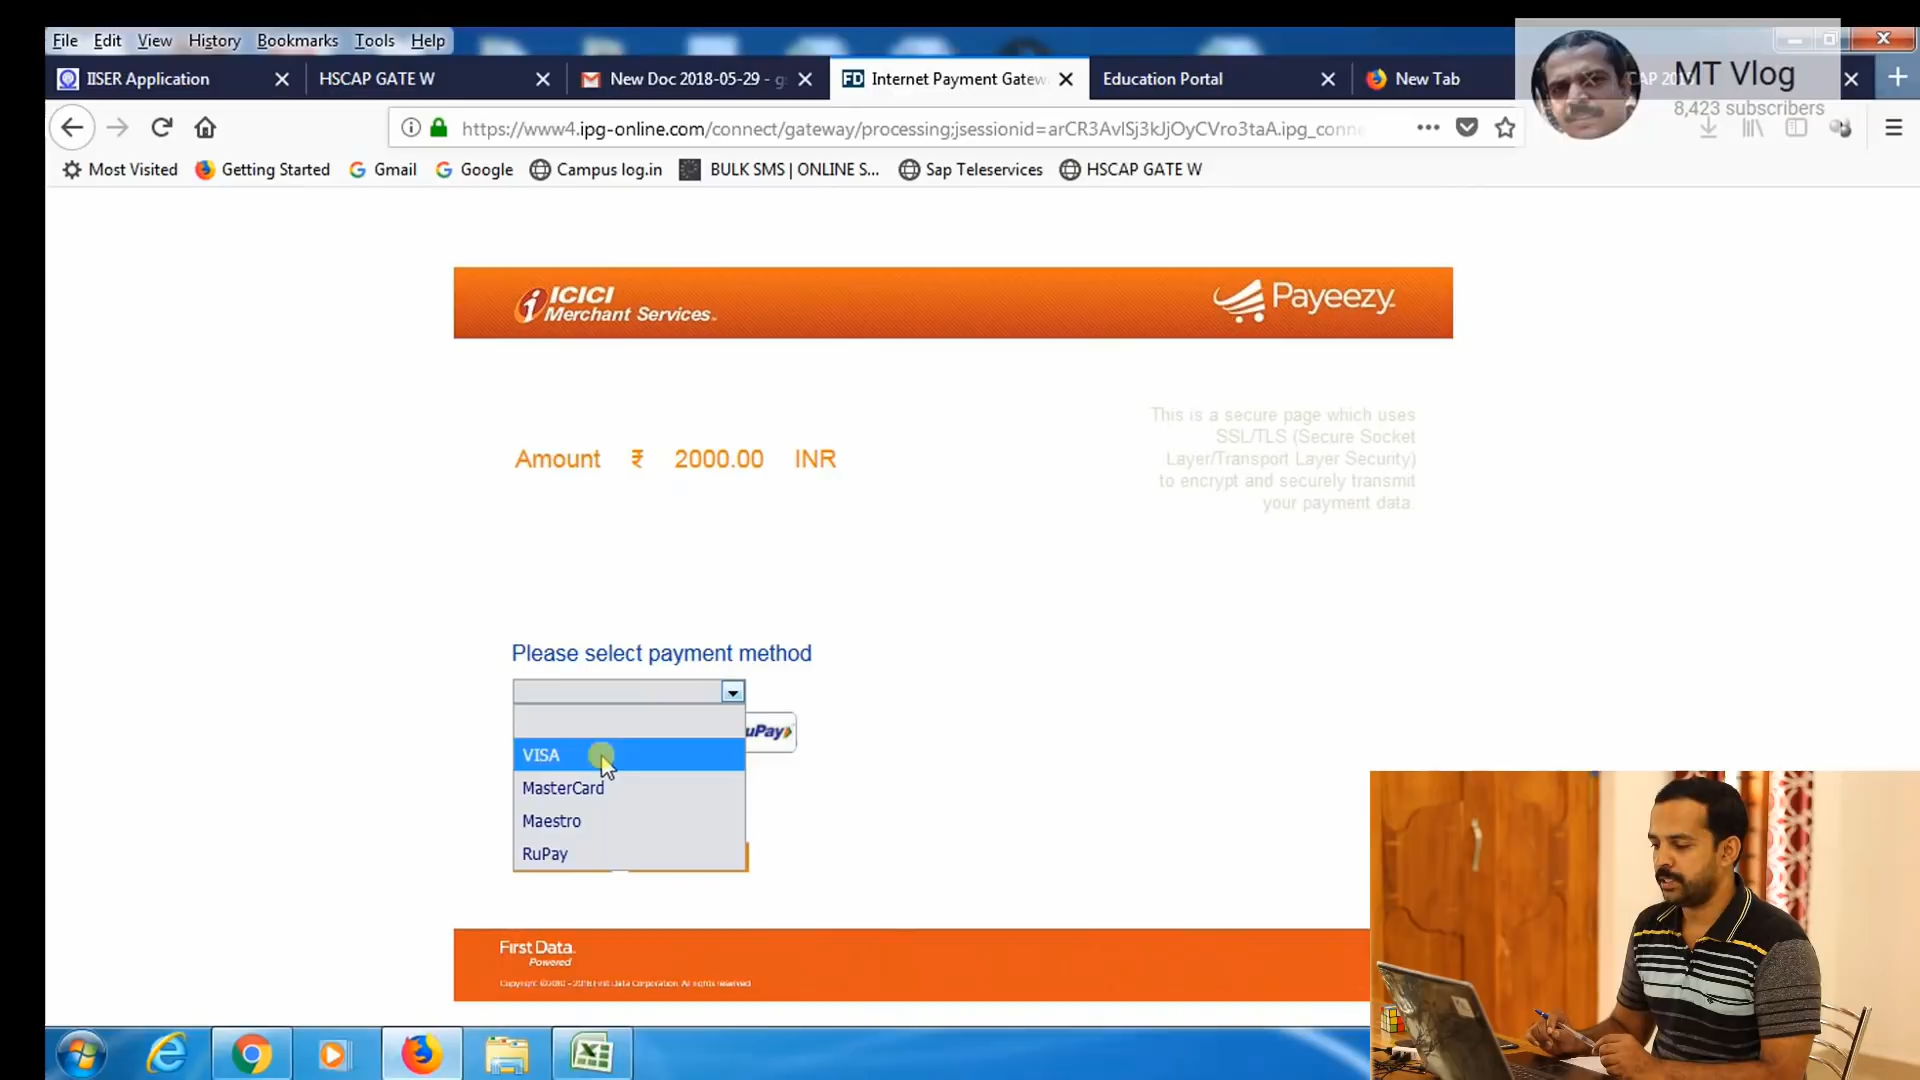 File Edit View History Bookmarks Tools Help
MT Vlog
8,423 subscribers
IISER Application
HSCAP GATE W
New Doc 2018-05-29 - g
FD Internet Payment Gatew
Education Portal
New Tab
https://www4.ipg-online.com/connect/gateway/processing;jsessionid=arCR3AvlSj3kJjOyCVro3taA.ipg_conne
Most Visited Getting Started Gmail Google Campus log.in BULK SMS | ONLINE S... Sap Teleservices HSCAP GATE W
ICICI
Merchant Services
Payeezy
This is a secure page which uses
SSL/TLS (Secure Socket
Layer/Transport Layer Security)
to encrypt and securely transmit
your payment data.
Amount ₹ 2000.00 INR
Please select payment method
uPay
VISA
MasterCard
Maestro
RuPay
First Data.
Powered